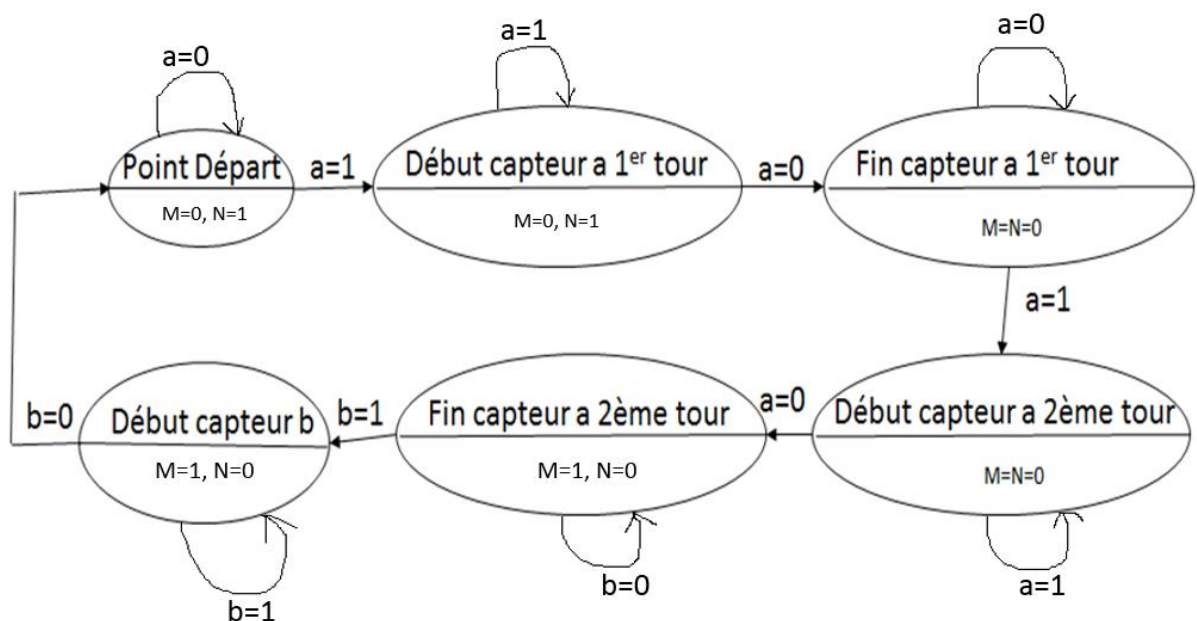 a=0
a=1
a=0
Point Départ
M=0, N=1
a=1
Début capteur a 1er tour
M=0, N=1
a=0
Fin capteur a 1er tour
M=N=0
a=1
Début capteur a 2ème tour
M=N=0
a=1
a=0
Fin capteur a 2ème tour
M=1, N=0
b=0
b=1
Début capteur b
M=1, N=0
b=1
b=0